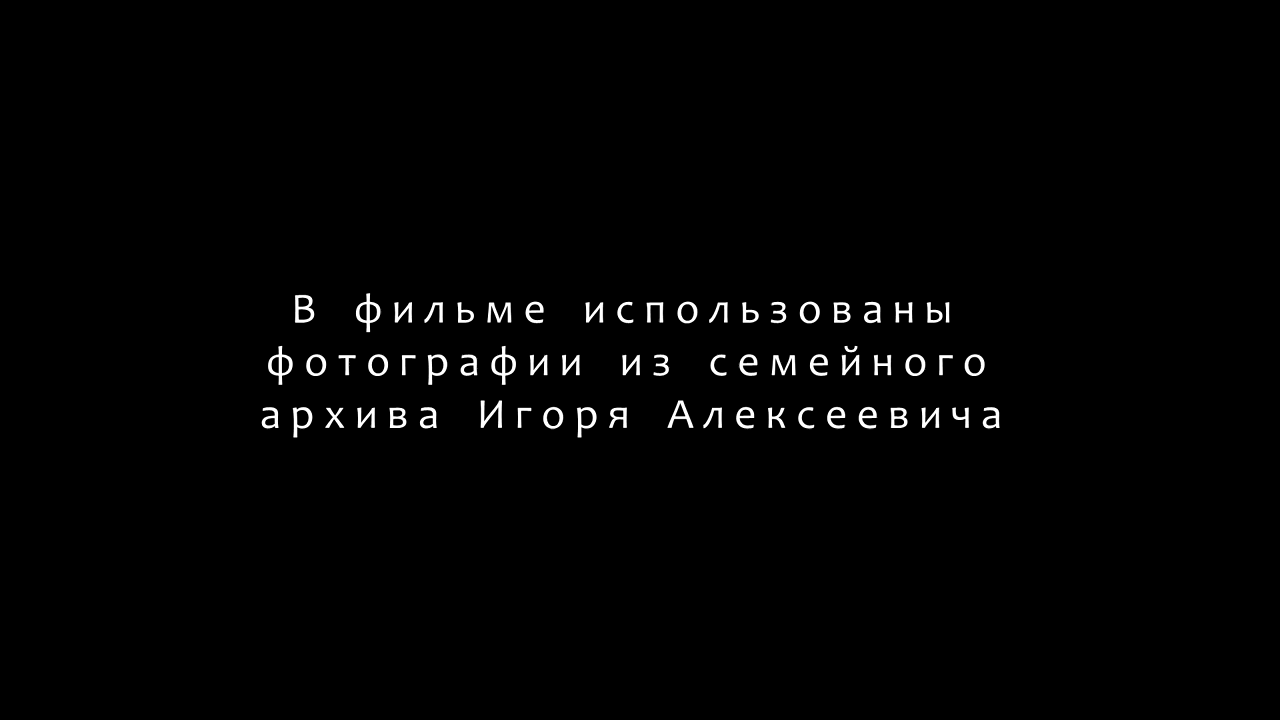 В фильме использованы
фотографии из семейного
архива Игоря Алексеевича